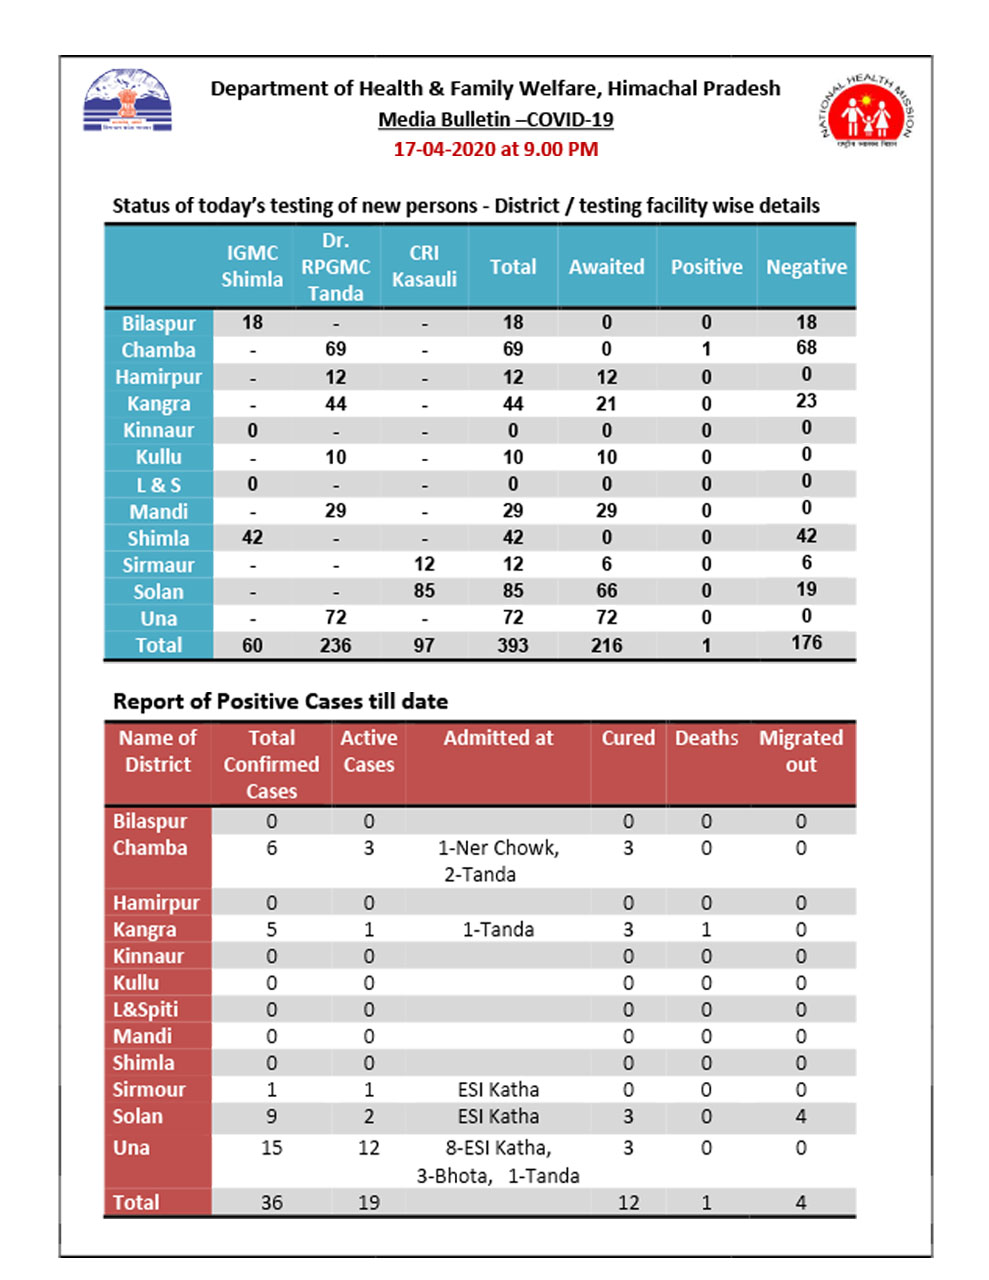 Department of Health & Family Welfare, Himachal Pradesh
Media Bulletin –COVID-19
17-04-2020 at 9.00 PM
NATIONAL HEALTH MISSION
राष्ट्रीय स्वास्थ्य मिशन
Status of today's testing of new persons - District / testing facility wise details
IGMC Shimla Dr. RPGMC Tanda CRI Kasauli Total Awaited Positive Negative
Bilaspur 18 - - 18 0 0 18
Chamba - 69 - 69 0 1 68
Hamirpur - 12 - 12 12 0 0
Kangra - 44 - 44 21 0 23
Kinnaur 0 - - 0 0 0 0
Kullu - 10 - 10 10 0 0
L & S 0 - - 0 0 0 0
Mandi - 29 - 29 29 0 0
Shimla 42 - - 42 0 0 42
Sirmaur - - 12 12 6 0 6
Solan - - 85 85 66 0 19
Una - 72 - 72 72 0 0
Total 60 236 97 393 216 1 176
Report of Positive Cases till date
Name of District Total Confirmed Cases Active Cases Admitted at Cured Deaths Migrated out
Bilaspur 0 0 0 0 0
Chamba 6 3 1-Ner Chowk, 2-Tanda 3 0 0
Hamirpur 0 0 0 0 0
Kangra 5 1 1-Tanda 3 1 0
Kinnaur 0 0 0 0 0
Kullu 0 0 0 0 0
L&Spiti 0 0 0 0 0
Mandi 0 0 0 0 0
Shimla 0 0 0 0 0
Sirmour 1 1 ESI Katha 0 0 0
Solan 9 2 ESI Katha 3 0 4
Una 15 12 8-ESI Katha, 3-Bhota, 1-Tanda 3 0 0
Total 36 19 12 1 4